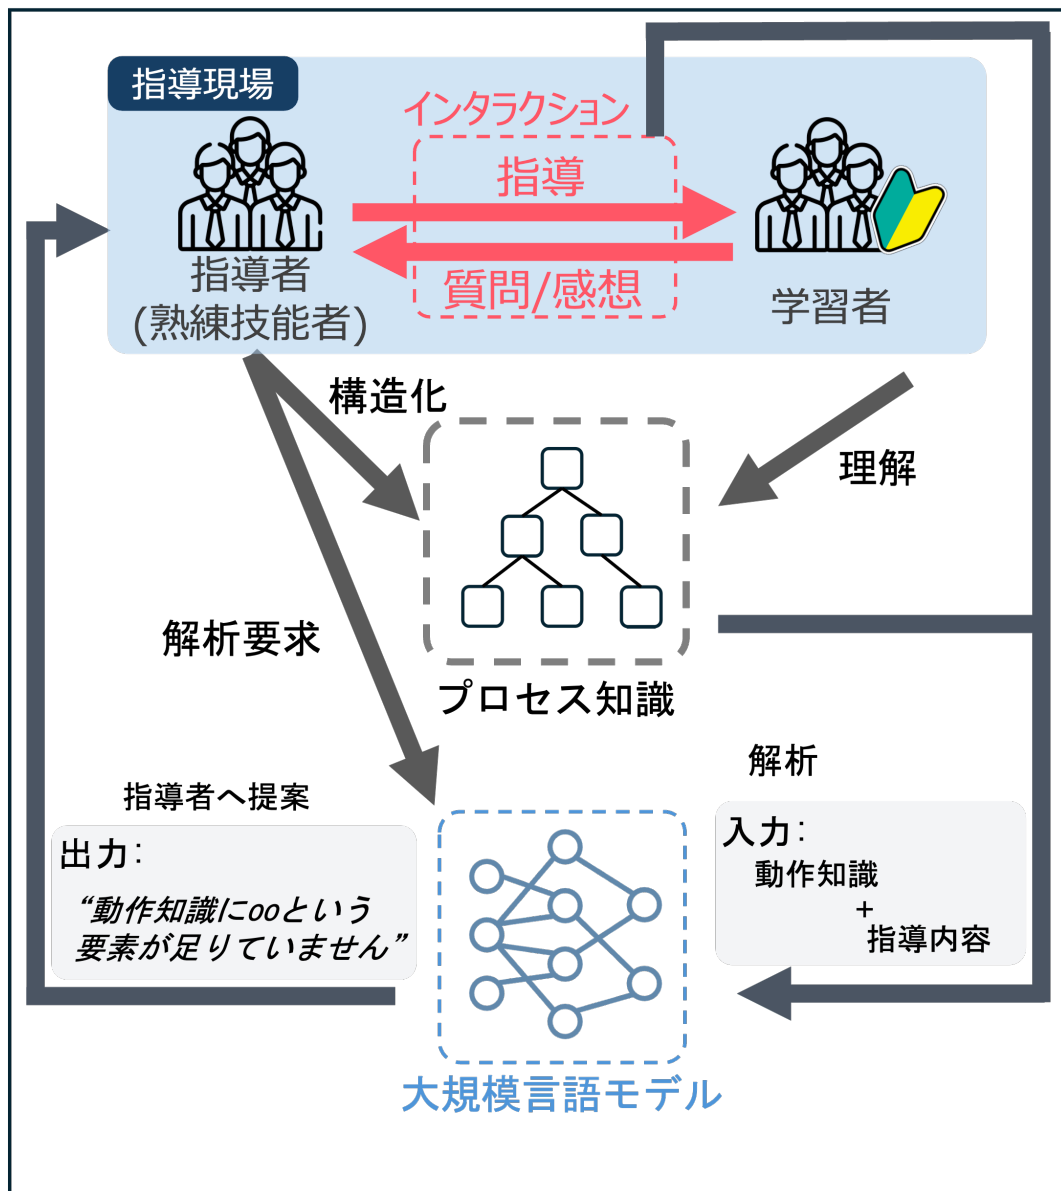 指導現場
インタラクション
指導
質問/感想
指導者
(熟練技能者)
学習者
構造化
理解
解析要求
プロセス知識
解析
指導者へ提案
出力:
“動作知識にooという
要素が足りていません”
入力:
動作知識
+
指導内容
大規模言語モデル